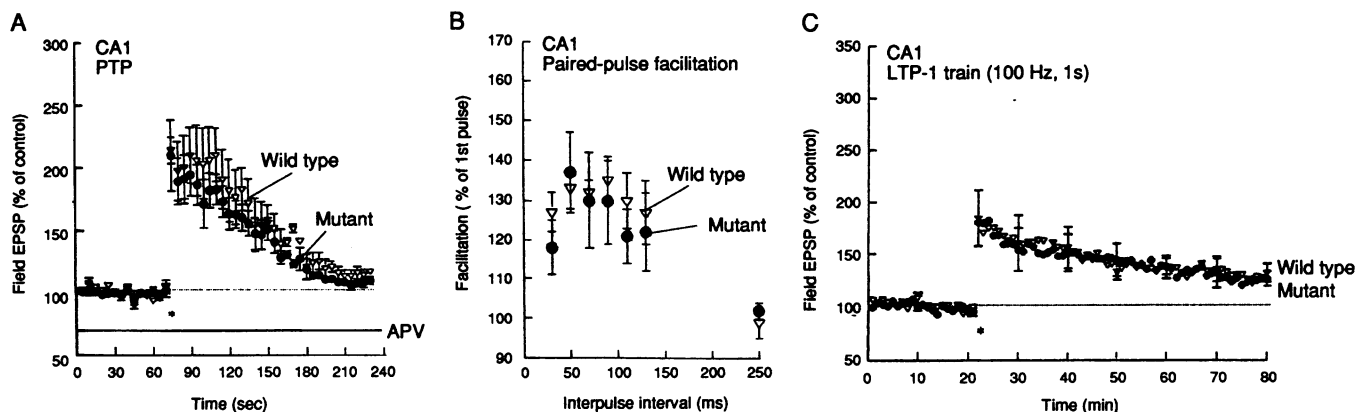 A
CA1
PTP
Field EPSP (% of control)
300
250
200
150
100
50
Wild type
Mutant
*
APV
0
30
60
90
120
150
180
210
240
Time (sec)
B
CA1
Paired-pulse facilitation
Facilitation ( % of 1st pulse)
170
160
150
140
130
120
110
100
90
Wild type
Mutant
0
50
100
150
200
250
Interpulse interval (ms)
C
CA1
LTP-1 train (100 Hz, 1s)
Field EPSP (% of control)
350
300
250
200
150
100
50
Wild type
Mutant
*
0
10
20
30
40
50
60
70
80
Time (min)